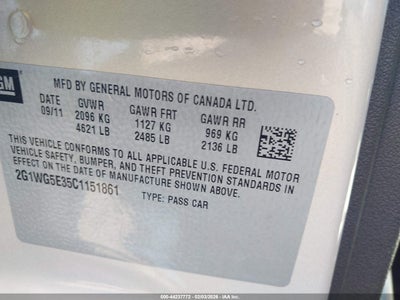 GM
MFD BY GENERAL MOTORS OF CANADA LTD.
DATE GVWR GAWR FRT GAWR RR
09/11 2096 KG 1127 KG 969 KG
4621 LB 2485 LB 2136 LB
THIS VEHICLE CONFORMS TO ALL APPLICABLE U.S. FEDERAL MOTOR
VEHICLE SAFETY, BUMPER, AND THEFT PREVENTION STANDARDS
IN EFFECT ON THE DATE OF MANUFACTURE SHOWN ABOVE.
2G1WG5E35C1151861
TYPE: PASS CAR
500-44237772 - 02/03/2026 - IAA Inc.